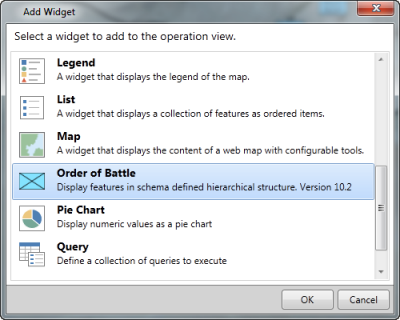 Add Widget
Select a widget to add to the operation view.
Legend
A widget that displays the legend of the map.
List
A widget that displays a collection of features as ordered items.
Map
A widget that displays the content of a web map with configurable tools.
Order of Battle
Display features in schema defined hierarchical structure. Version 10.2
Pie Chart
Display numeric values as a pie chart
Query
Define a collection of queries to execute
OK
Cancel